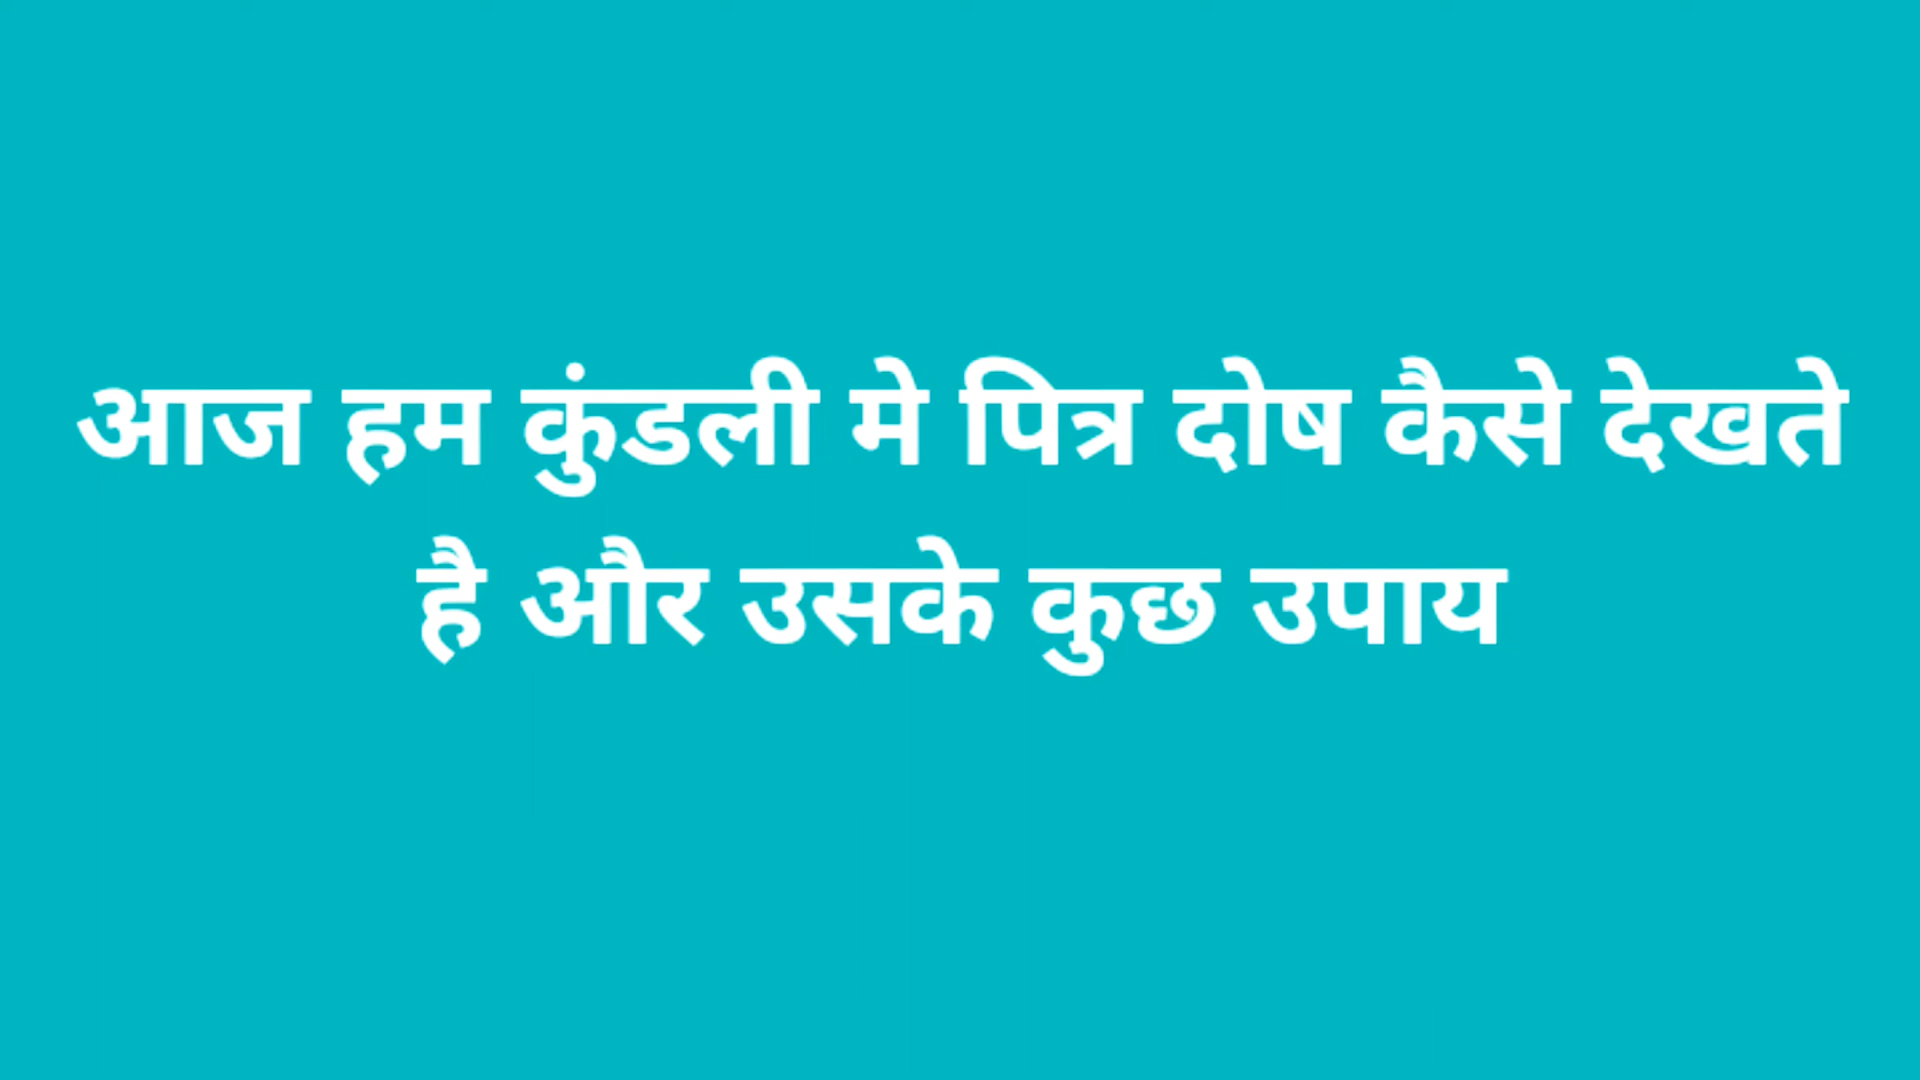 आज हम कुंडली मे पित्र दोष कैसे देखते
है और उसके कुछ उपाय